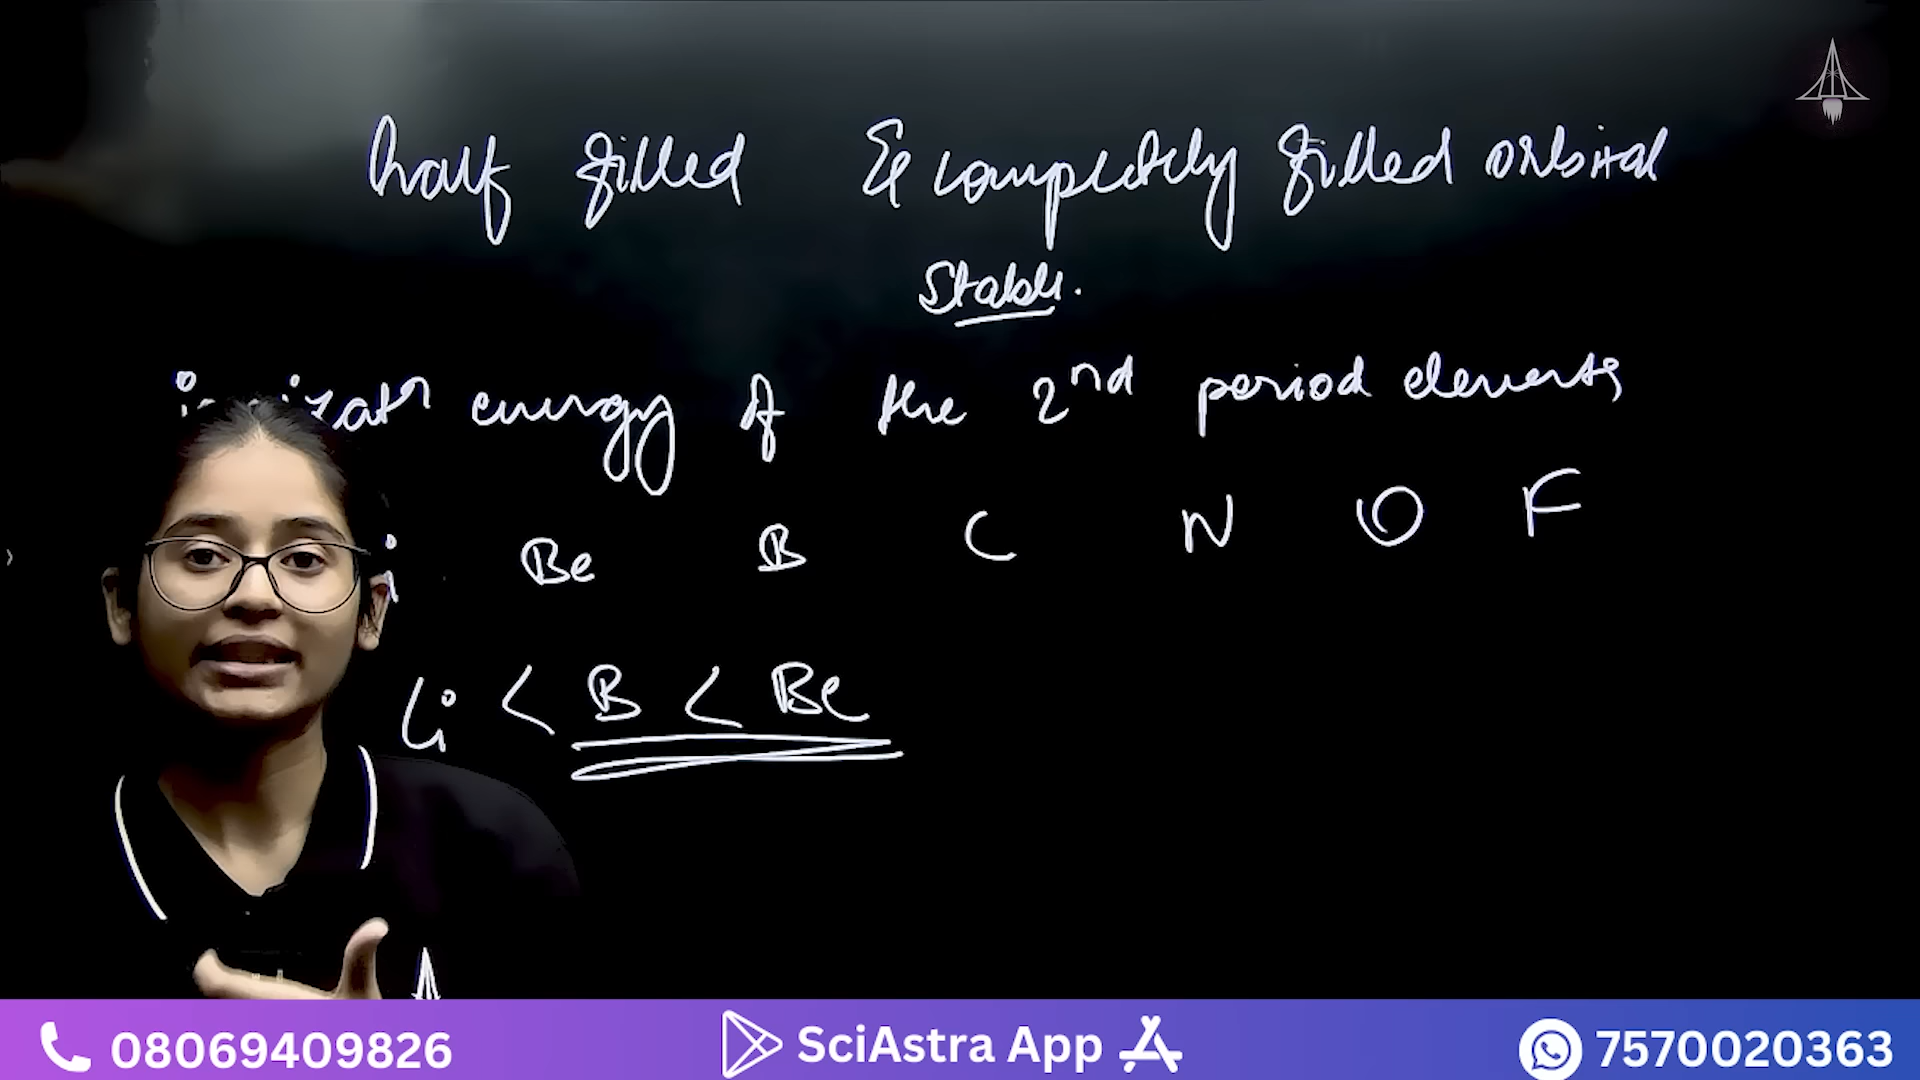 half filled & completely filled orbital
stable.
energy of the 2nd period elements
Be B C N O F
Li < B < Be
08069409826 SciAstra App 7570020363